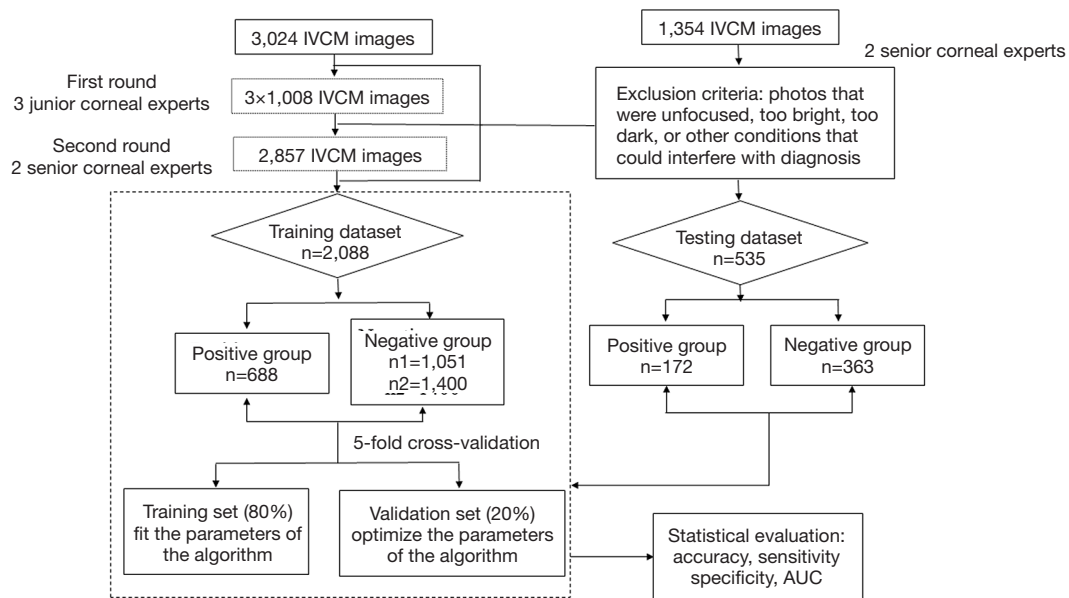 3,024 IVCM images
First round
3 junior corneal experts
3×1,008 IVCM images
Second round
2 senior corneal experts
2,857 IVCM images
Training dataset
n=2,088
Positive group
n=688
Negative group
n1=1,051
n2=1,400
5-fold cross-validation
Training set (80%)
fit the parameters of
the algorithm
Validation set (20%)
optimize the parameters
of the algorithm
1,354 IVCM images
2 senior corneal experts
Exclusion criteria: photos that
were unfocused, too bright, too
dark, or other conditions that
could interfere with diagnosis
Testing dataset
n=535
Positive group
n=172
Negative group
n=363
Statistical evaluation:
accuracy, sensitivity
specificity, AUC